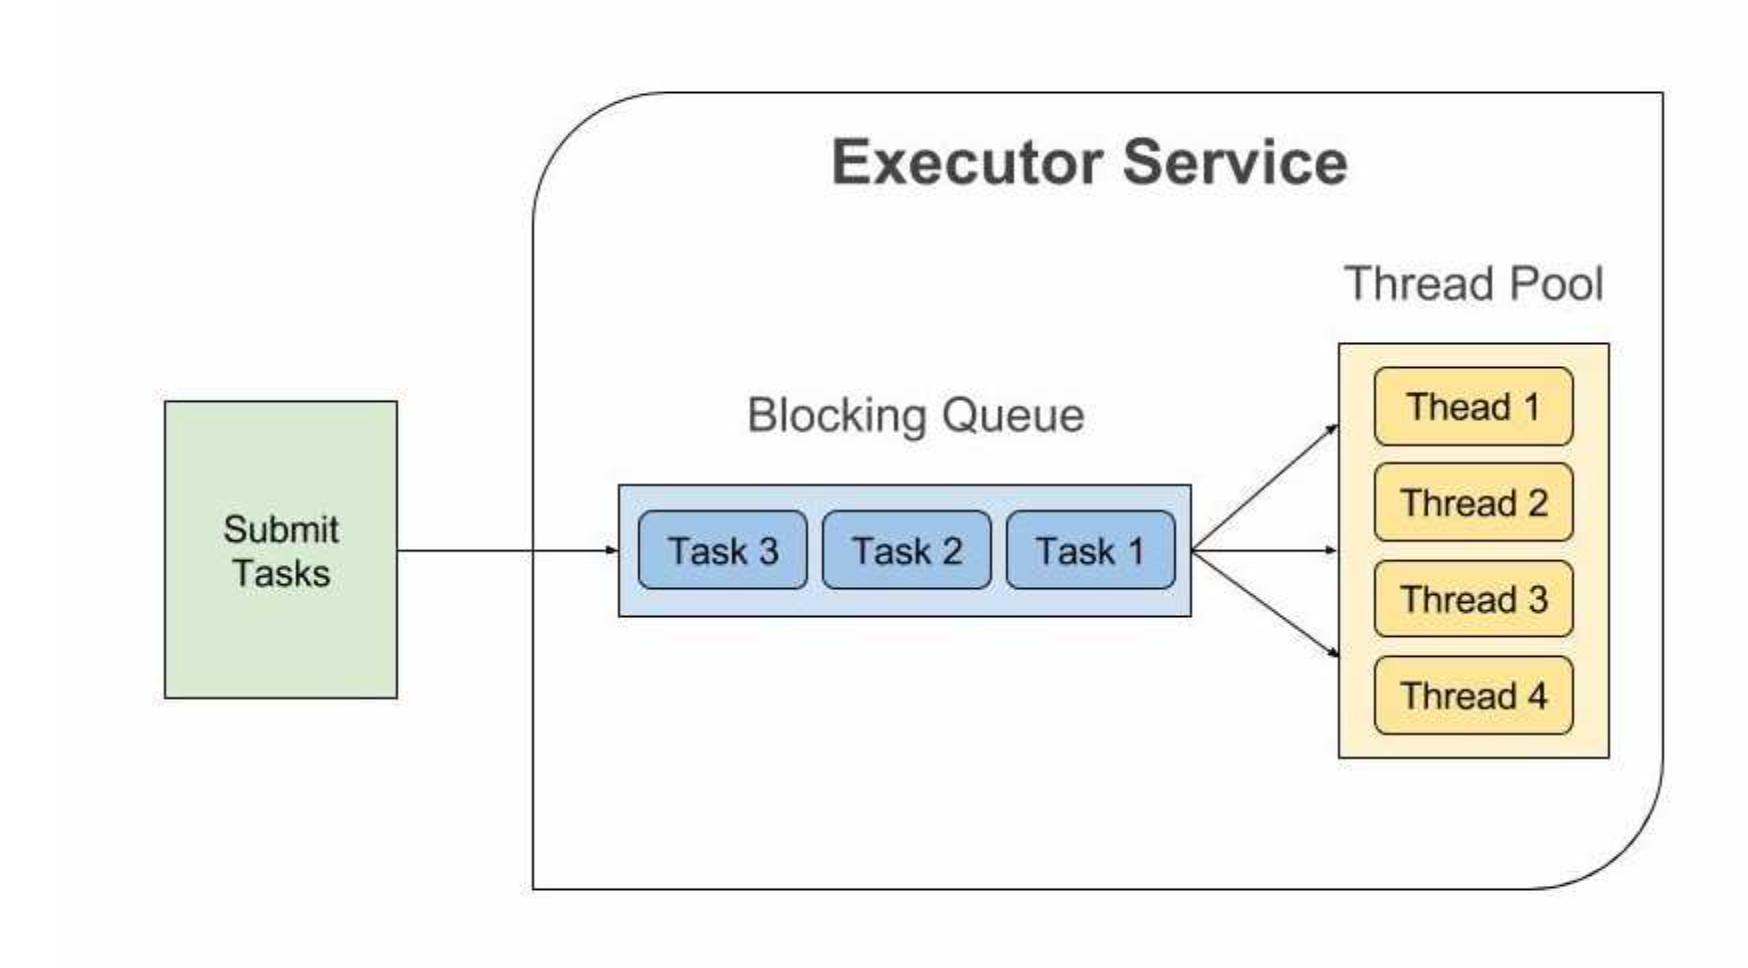 Executor Service
Thread Pool
Blocking Queue
Submit
Tasks
Task 3
Task 2
Task 1
Thead 1
Thread 2
Thread 3
Thread 4